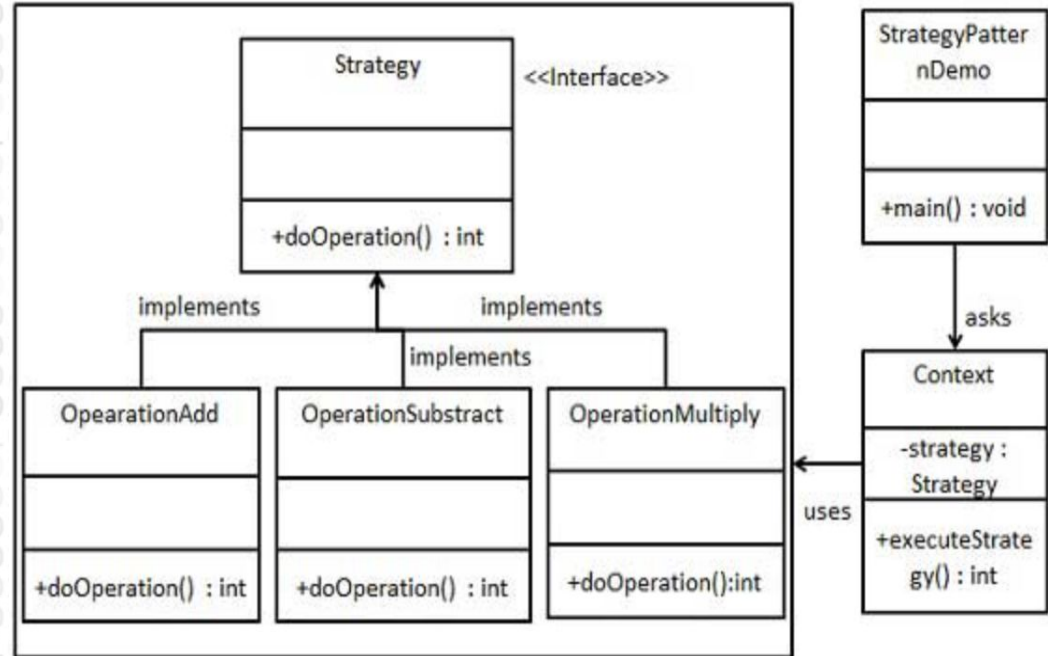 Strategy
<<Interface>>
+doOperation() : int
implements
implements
implements
OpearationAdd
+doOperation() : int
OperationSubstract
+doOperation() : int
OperationMultiply
+doOperation():int
StrategyPatter
nDemo
+main() : void
asks
Context
-strategy :
Strategy
+executeStrate
gy() : int
uses